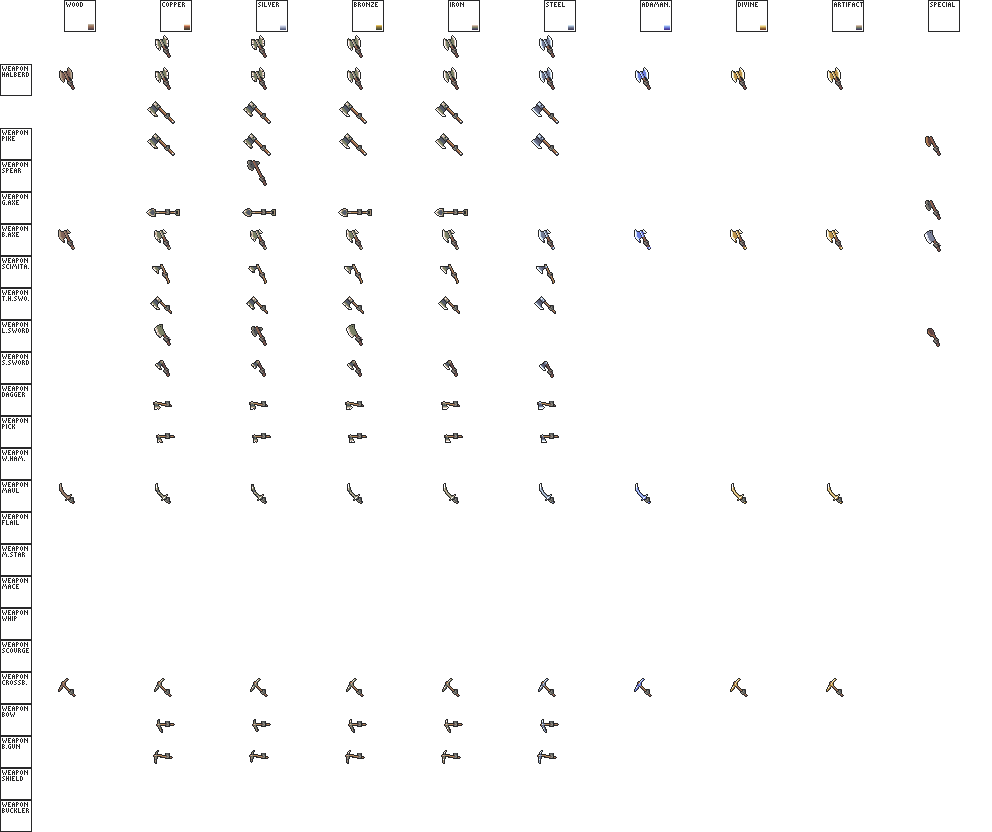 WOOD
COPPER
SILVER
BRONZE
IRON
STEEL
ADAMAN.
DIVINE
ARTIFACT
SPECIAL
WEAPON
HALBERD
WEAPON
PIKE
WEAPON
SPEAR
WEAPON
G.AXE
WEAPON
B.AXE
WEAPON
SCIMITA.
WEAPON
T.H.SWO.
WEAPON
L.SWORD
WEAPON
S.SWORD
WEAPON
DAGGER
WEAPON
PICK
WEAPON
W.HAM.
WEAPON
MAUL
WEAPON
FLAIL
WEAPON
M.STAR
WEAPON
MACE
WEAPON
WHIP
WEAPON
SCOURGE
WEAPON
CROSSB.
WEAPON
BOW
WEAPON
B.GUN
WEAPON
SHIELD
WEAPON
BUCKLER